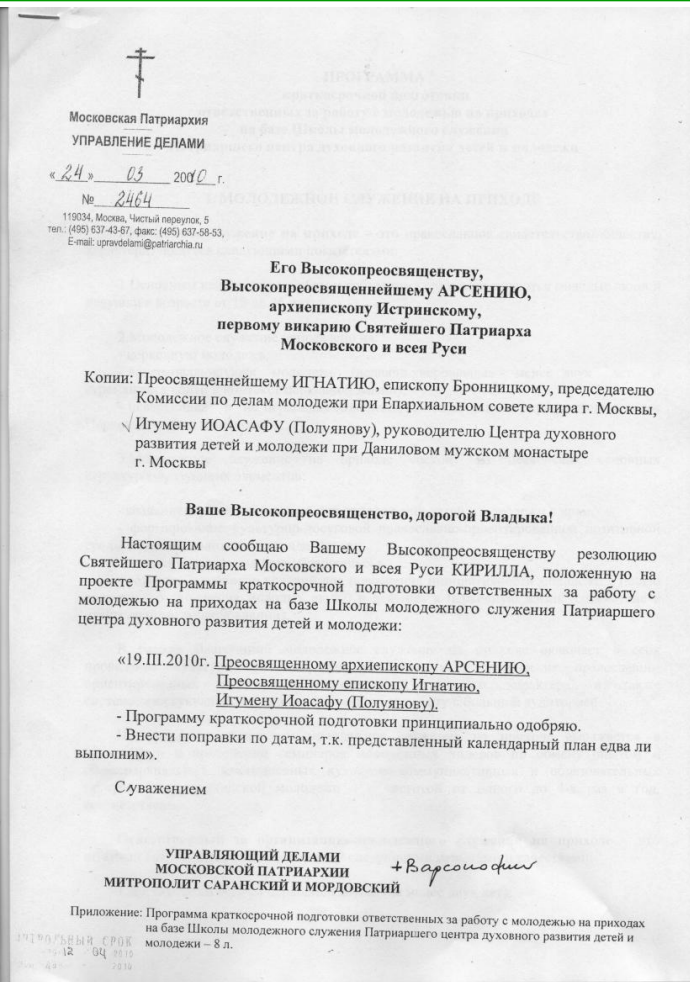 Московская Патриархия
УПРАВЛЕНИЕ ДЕЛАМИ
«24» 03 20010 г.
№ 2464
119034, Москва, Чистый переулок, 5
тел.: (495) 637-43-67, факс: (495) 637-58-53,
E-mail: upravdelami@patriarchia.ru
Его Высокопреосвященству,
Высокопреосвященнейшему АРСЕНИЮ,
архиепископу Истринскому,
первому викарию Святейшего Патриарха
Московского и всея Руси
Копии: Преосвященнейшему ИГНАТИЮ, епископу Бронницкому, председателю
Комиссии по делам молодежи при Епархиальном совете клира г. Москвы,
Игумену ИОАСАФУ (Полуянову), руководителю Центра духовного
развития детей и молодежи при Даниловом мужском монастыре
г. Москвы
Ваше Высокопреосвященство, дорогой Владыка!
Настоящим сообщаю Вашему Высокопреосвященству резолюцию
Святейшего Патриарха Московского и всея Руси КИРИЛЛА, положенную на
проекте Программы краткосрочной подготовки ответственных за работу с
молодежью на приходах на базе Школы молодежного служения Патриаршего
центра духовного развития детей и молодежи:
«19.III.2010г. Преосвященному архиепископу АРСЕНИЮ,
Преосвященному епископу Игнатию,
Игумену Иоасафу (Полуянову).
- Программу краткосрочной подготовки принципиально одобряю.
- Внести поправки по датам, т.к. представленный календарный план едва ли
выполним».
С уважением
УПРАВЛЯЮЩИЙ ДЕЛАМИ
МОСКОВСКОЙ ПАТРИАРХИИ
МИТРОПОЛИТ САРАНСКИЙ И МОРДОВСКИЙ
+ Варсонофий
Приложение: Программа краткосрочной подготовки ответственных за работу с молодежью на приходах
на базе Школы молодежного служения Патриаршего центра духовного развития детей и
молодежи – 8 л.
СРОК
12 04 2010
2010